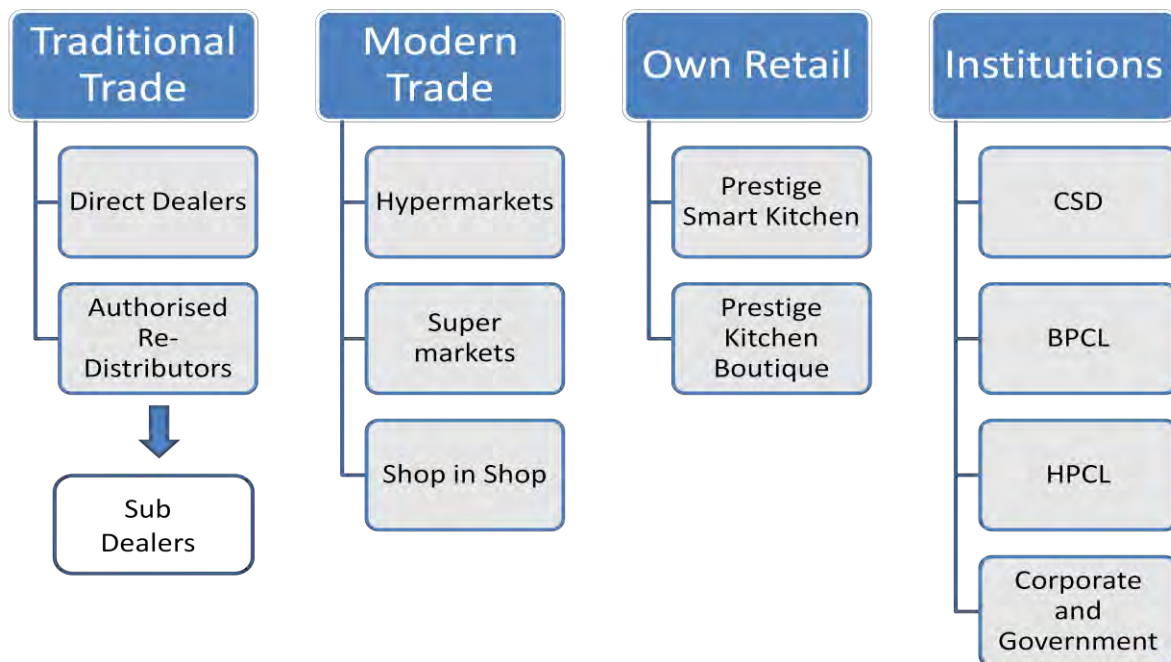 Traditional
Trade
Direct Dealers
Authorised
Re-
Distributors
Sub
Dealers
Modern
Trade
Hypermarkets
Super
markets
Shop in Shop
Own Retail
Prestige
Smart Kitchen
Prestige
Kitchen
Boutique
Institutions
CSD
BPCL
HPCL
Corporate
and
Government